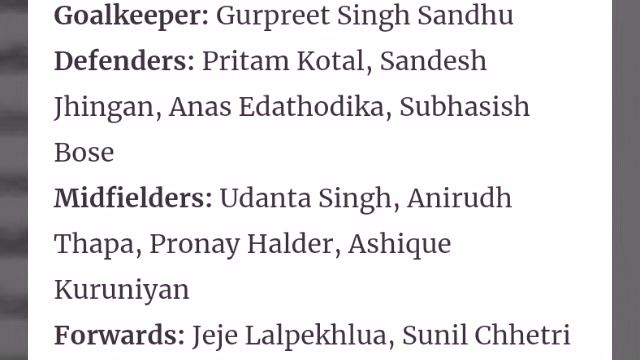 Goalkeeper: Gurpreet Singh Sandhu
Defenders: Pritam Kotal, Sandesh
Jhingan, Anas Edathodika, Subhasish
Bose
Midfielders: Udanta Singh, Anirudh
Thapa, Pronay Halder, Ashique
Kuruniyan
Forwards: Jeje Lalpekhlua, Sunil Chhetri